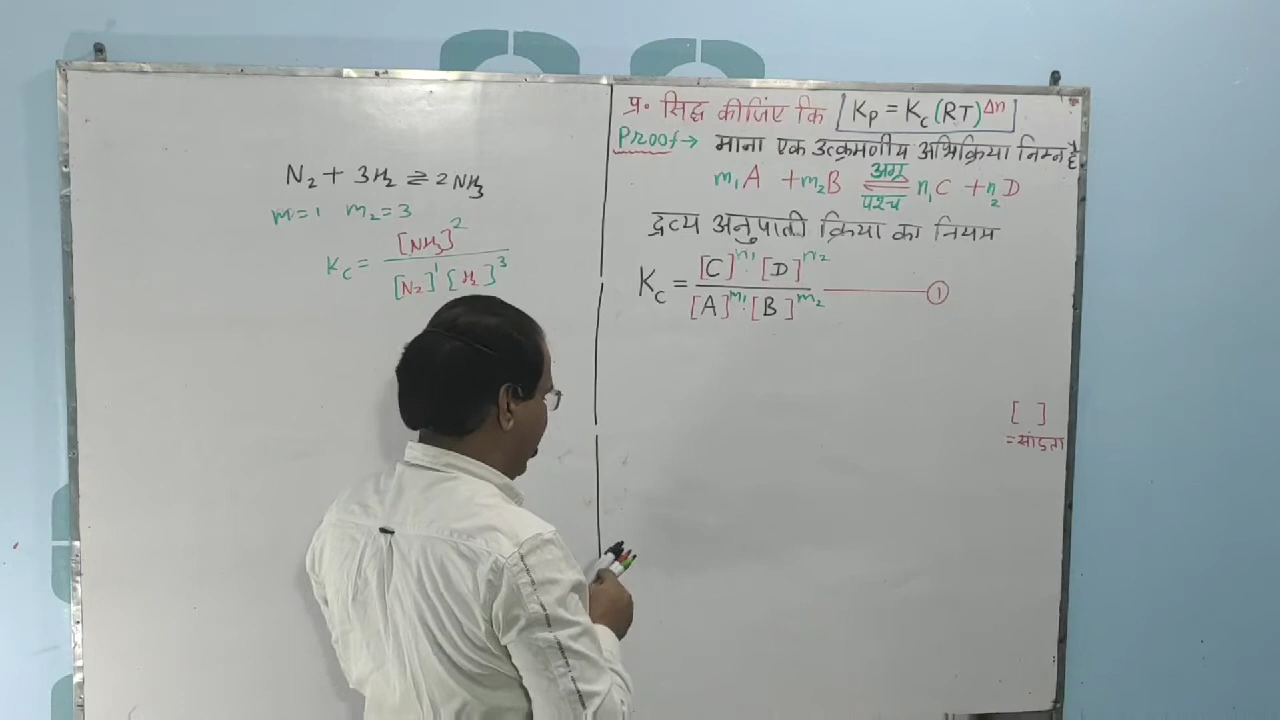 N₂ + 3H₂ ⇌ 2NH₃
m=1 m₂=3
K_C = [NH₃]² / [N₂]¹ [H₂]³
प्र. सिद्ध कीजिए कि [K_P = K_C (RT)^Δn]
Proof → माना एक उत्क्रमणीय अभिक्रिया निम्न है
m₁A + m₂B ⇌ n₁C + n₂D
अग्र
पश्च
द्रव्य अनुपाती क्रिया का नियम
K_C = [C]^n₁ . [D]^n₂ / [A]^m₁ . [B]^m₂ —— ①
[ ]
= सांद्रता